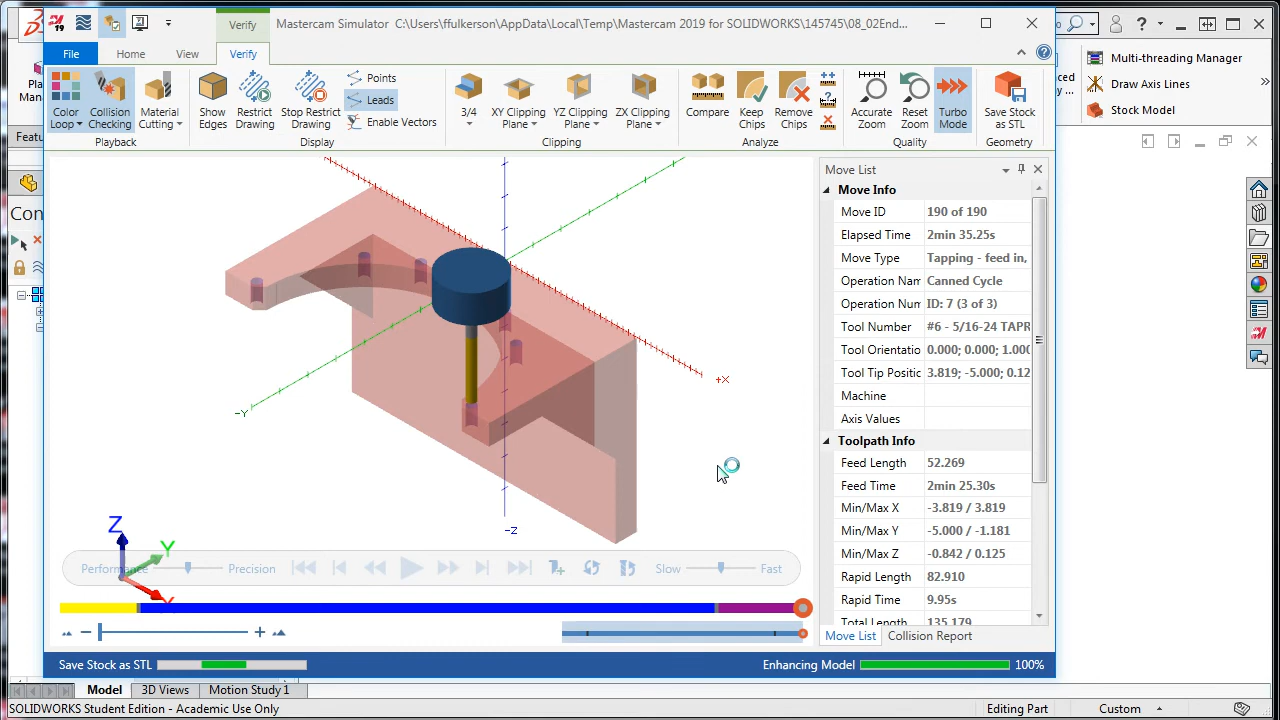 Verify
Mastercam Simulator C:\Users\ffulkerson\AppData\Local\Temp\Mastercam 2019 for SOLIDWORKS\145745\08_02End...
File Home View Verify
Color Loop Collision Checking Material Cutting
Playback
Show Edges Restrict Drawing Stop Restrict Drawing Points Leads Enable Vectors
Display
3/4 XY Clipping Plane YZ Clipping Plane ZX Clipping Plane
Clipping
Compare Keep Chips Remove Chips
Analyze
Accurate Zoom Reset Zoom Turbo Mode
Quality
Save Stock as STL
Geometry
Multi-threading Manager
Draw Axis Lines
Stock Model
Featu
Con
Move List
Move Info
Move ID 190 of 190
Elapsed Time 2min 35.25s
Move Type Tapping - feed in,
Operation Nam Canned Cycle
Operation Num ID: 7 (3 of 3)
Tool Number #6 - 5/16-24 TAPR
Tool Orientatio 0.000; 0.000; 1.000
Tool Tip Positic 3.819; -5.000; 0.12
Machine
Axis Values
Toolpath Info
Feed Length 52.269
Feed Time 2min 25.30s
Min/Max X -3.819 / 3.819
Min/Max Y -5.000 / -1.181
Min/Max Z -0.842 / 0.125
Rapid Length 82.910
Rapid Time 9.95s
Total Length 135.179
Move List Collision Report
+X
-Y
-Z
Z
Y
X
Performance Precision Slow Fast
Save Stock as STL Enhancing Model 100%
Model 3D Views Motion Study 1
SOLIDWORKS Student Edition - Academic Use Only Editing Part Custom